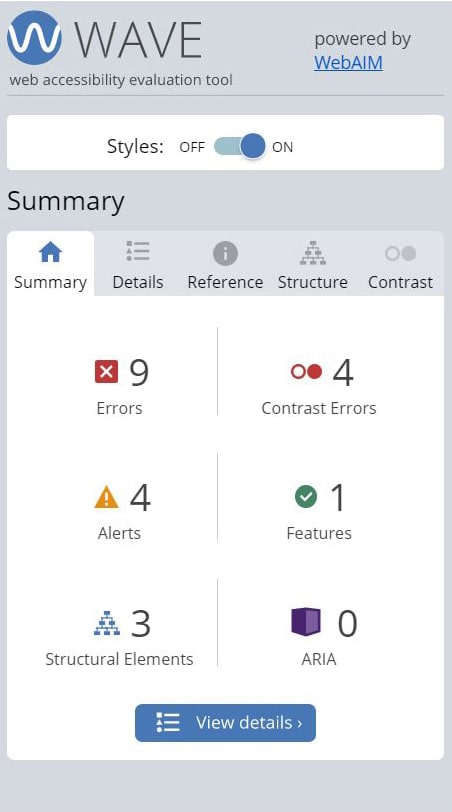 WAVE
web accessibility evaluation tool
powered by
WebAIM
Styles: OFF ON
Summary
Summary Details Reference Structure Contrast
9
Errors
4
Contrast Errors
4
Alerts
1
Features
3
Structural Elements
0
ARIA
View details ›